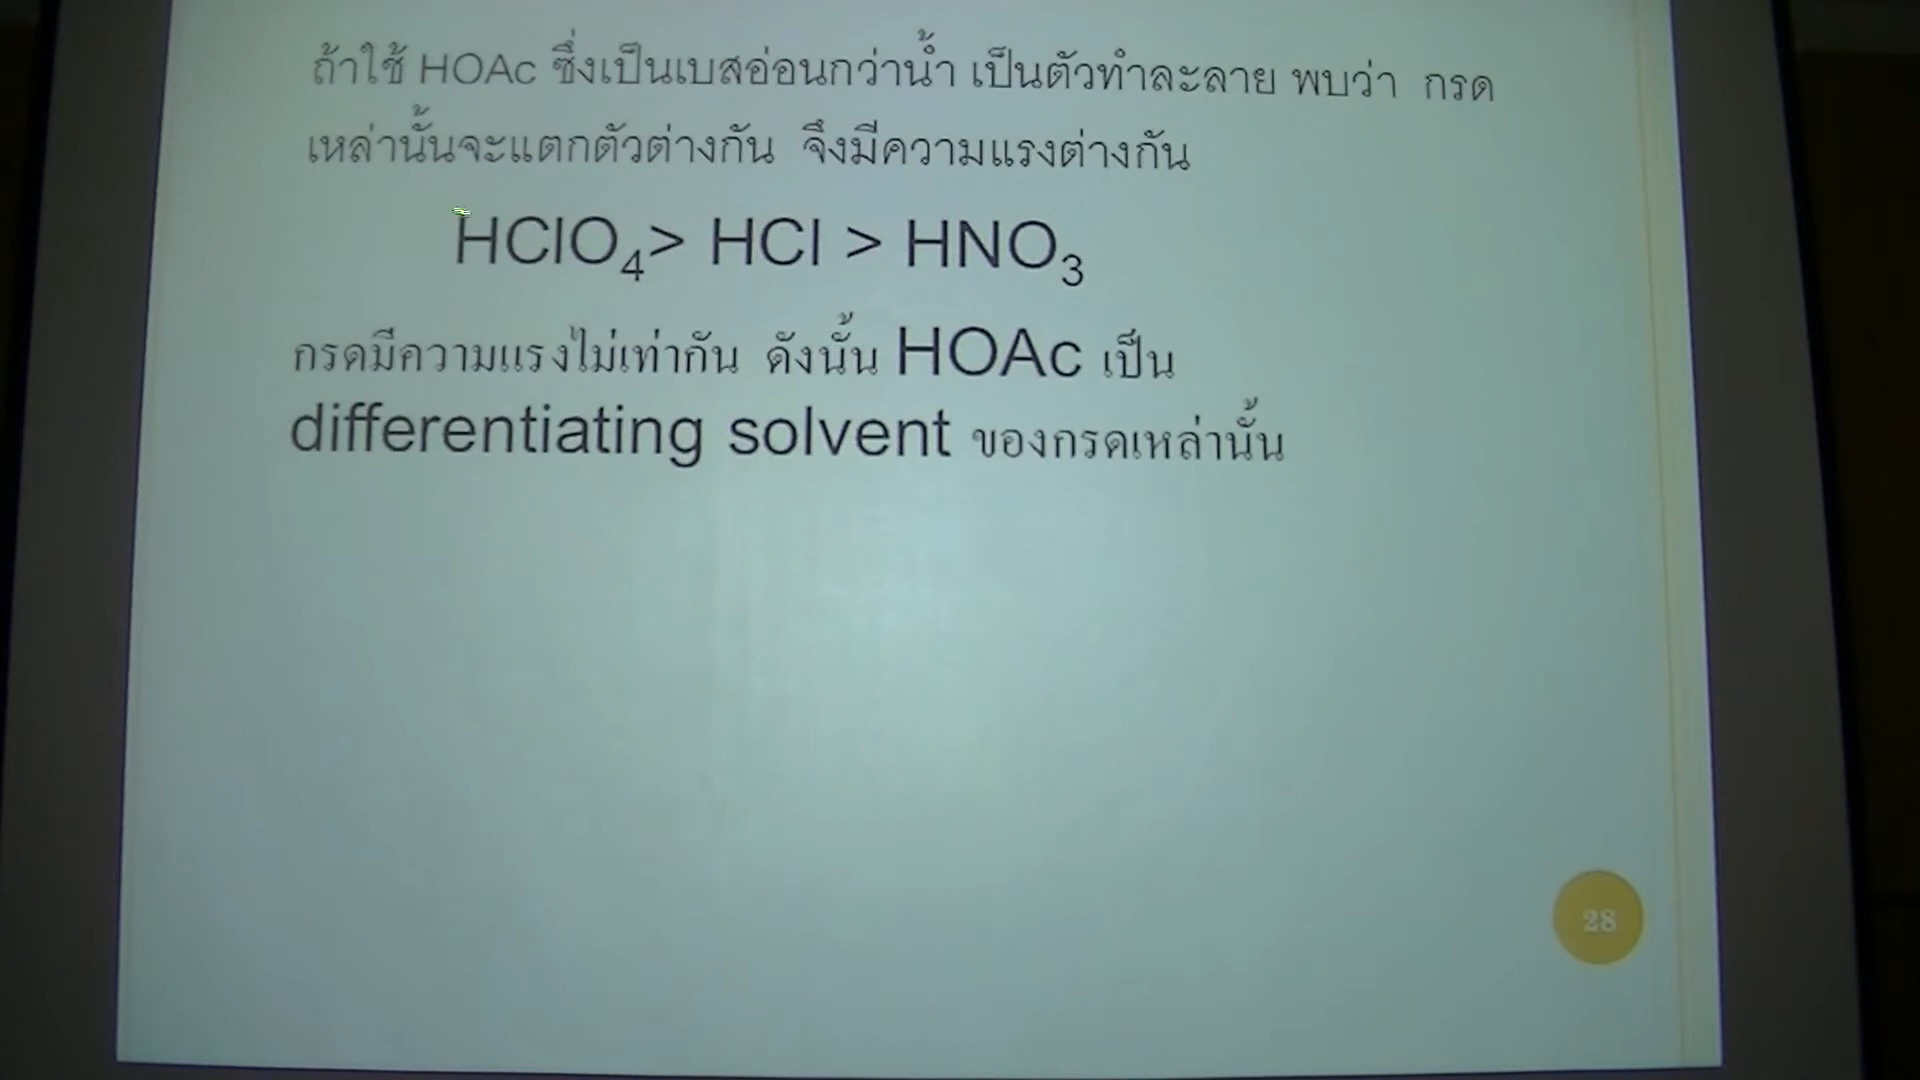 ถ้าใช้ HOAc ซึ่งเป็นเบสอ่อนกว่าน้ำ เป็นตัวทำละลาย พบว่า กรด
เหล่านั้นจะแตกตัวต่างกัน จึงมีความแรงต่างกัน
HClO₄> HCl > HNO₃
กรดมีความแรงไม่เท่ากัน ดังนั้น HOAc เป็น
differentiating solvent ของกรดเหล่านั้น
28